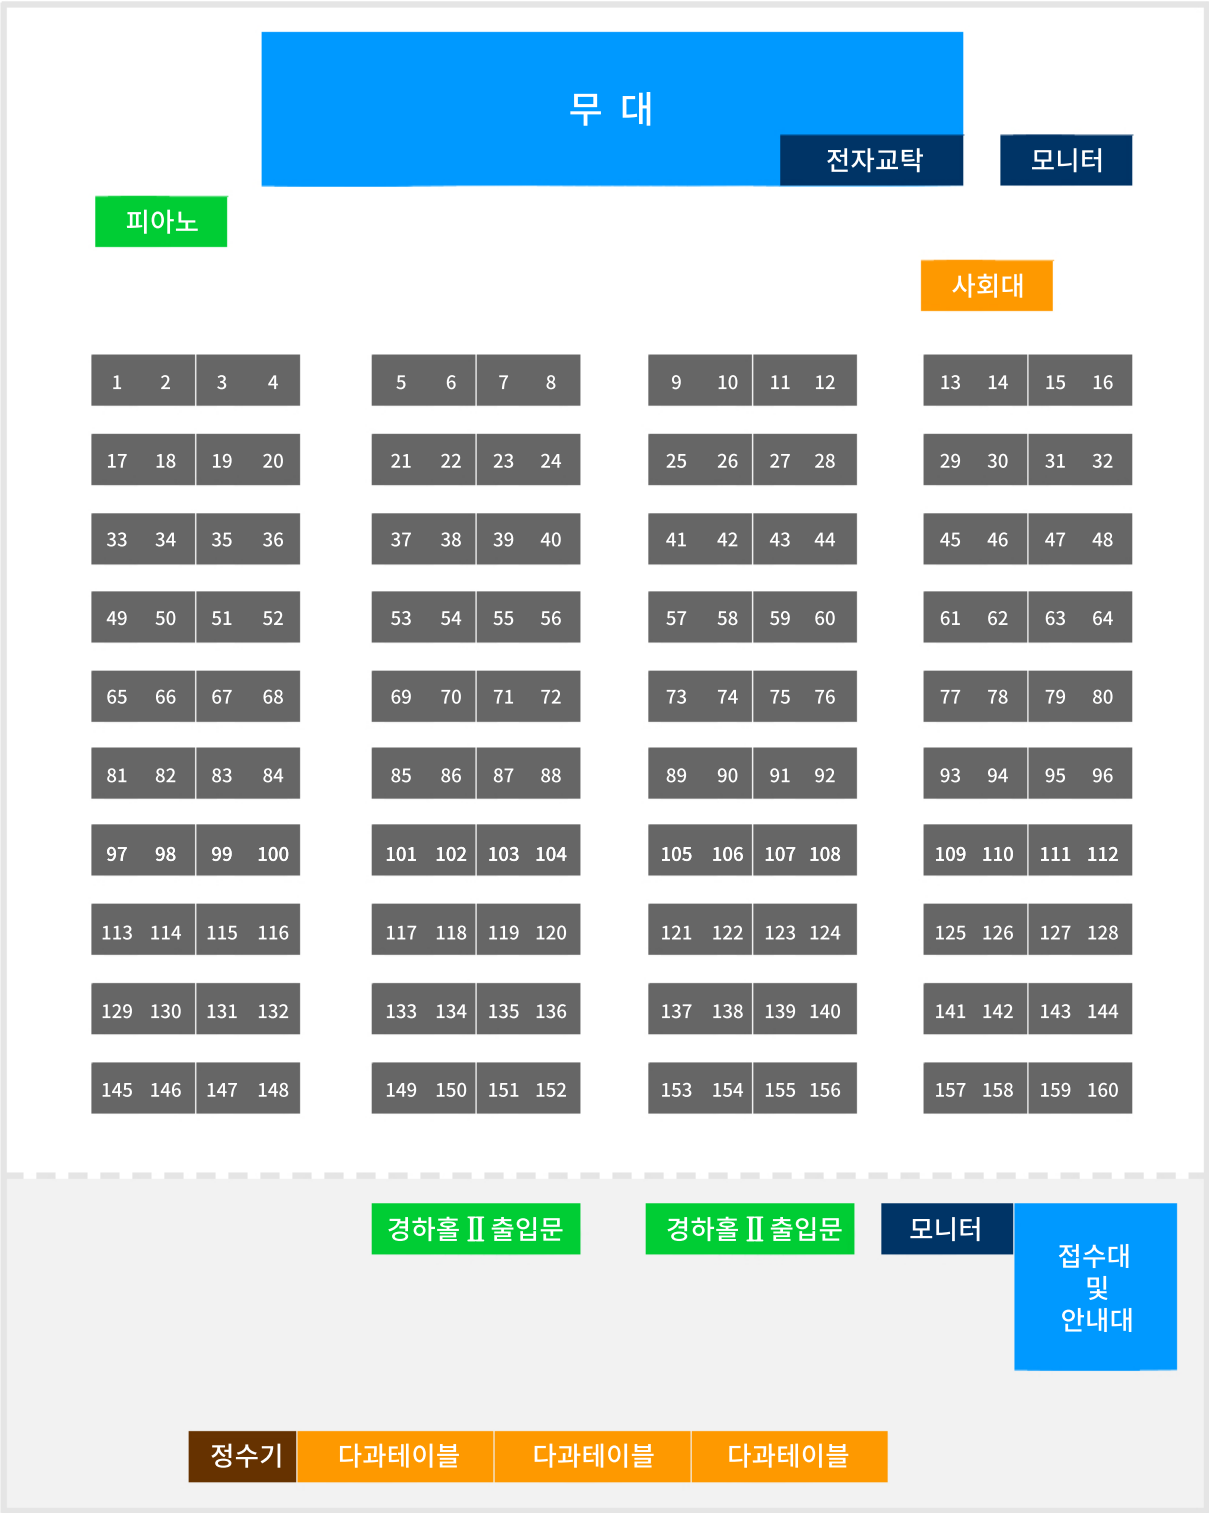 무 대
전자교탁 모니터
피아노
사회대
1 2 3 4 5 6 7 8 9 10 11 12 13 14 15 16
17 18 19 20 21 22 23 24 25 26 27 28 29 30 31 32
33 34 35 36 37 38 39 40 41 42 43 44 45 46 47 48
49 50 51 52 53 54 55 56 57 58 59 60 61 62 63 64
65 66 67 68 69 70 71 72 73 74 75 76 77 78 79 80
81 82 83 84 85 86 87 88 89 90 91 92 93 94 95 96
97 98 99 100 101 102 103 104 105 106 107 108 109 110 111 112
113 114 115 116 117 118 119 120 121 122 123 124 125 126 127 128
129 130 131 132 133 134 135 136 137 138 139 140 141 142 143 144
145 146 147 148 149 150 151 152 153 154 155 156 157 158 159 160
경하홀 Ⅱ 출입문 경하홀 Ⅱ 출입문 모니터
접수대
및
안내대
정수기 다과테이블 다과테이블 다과테이블